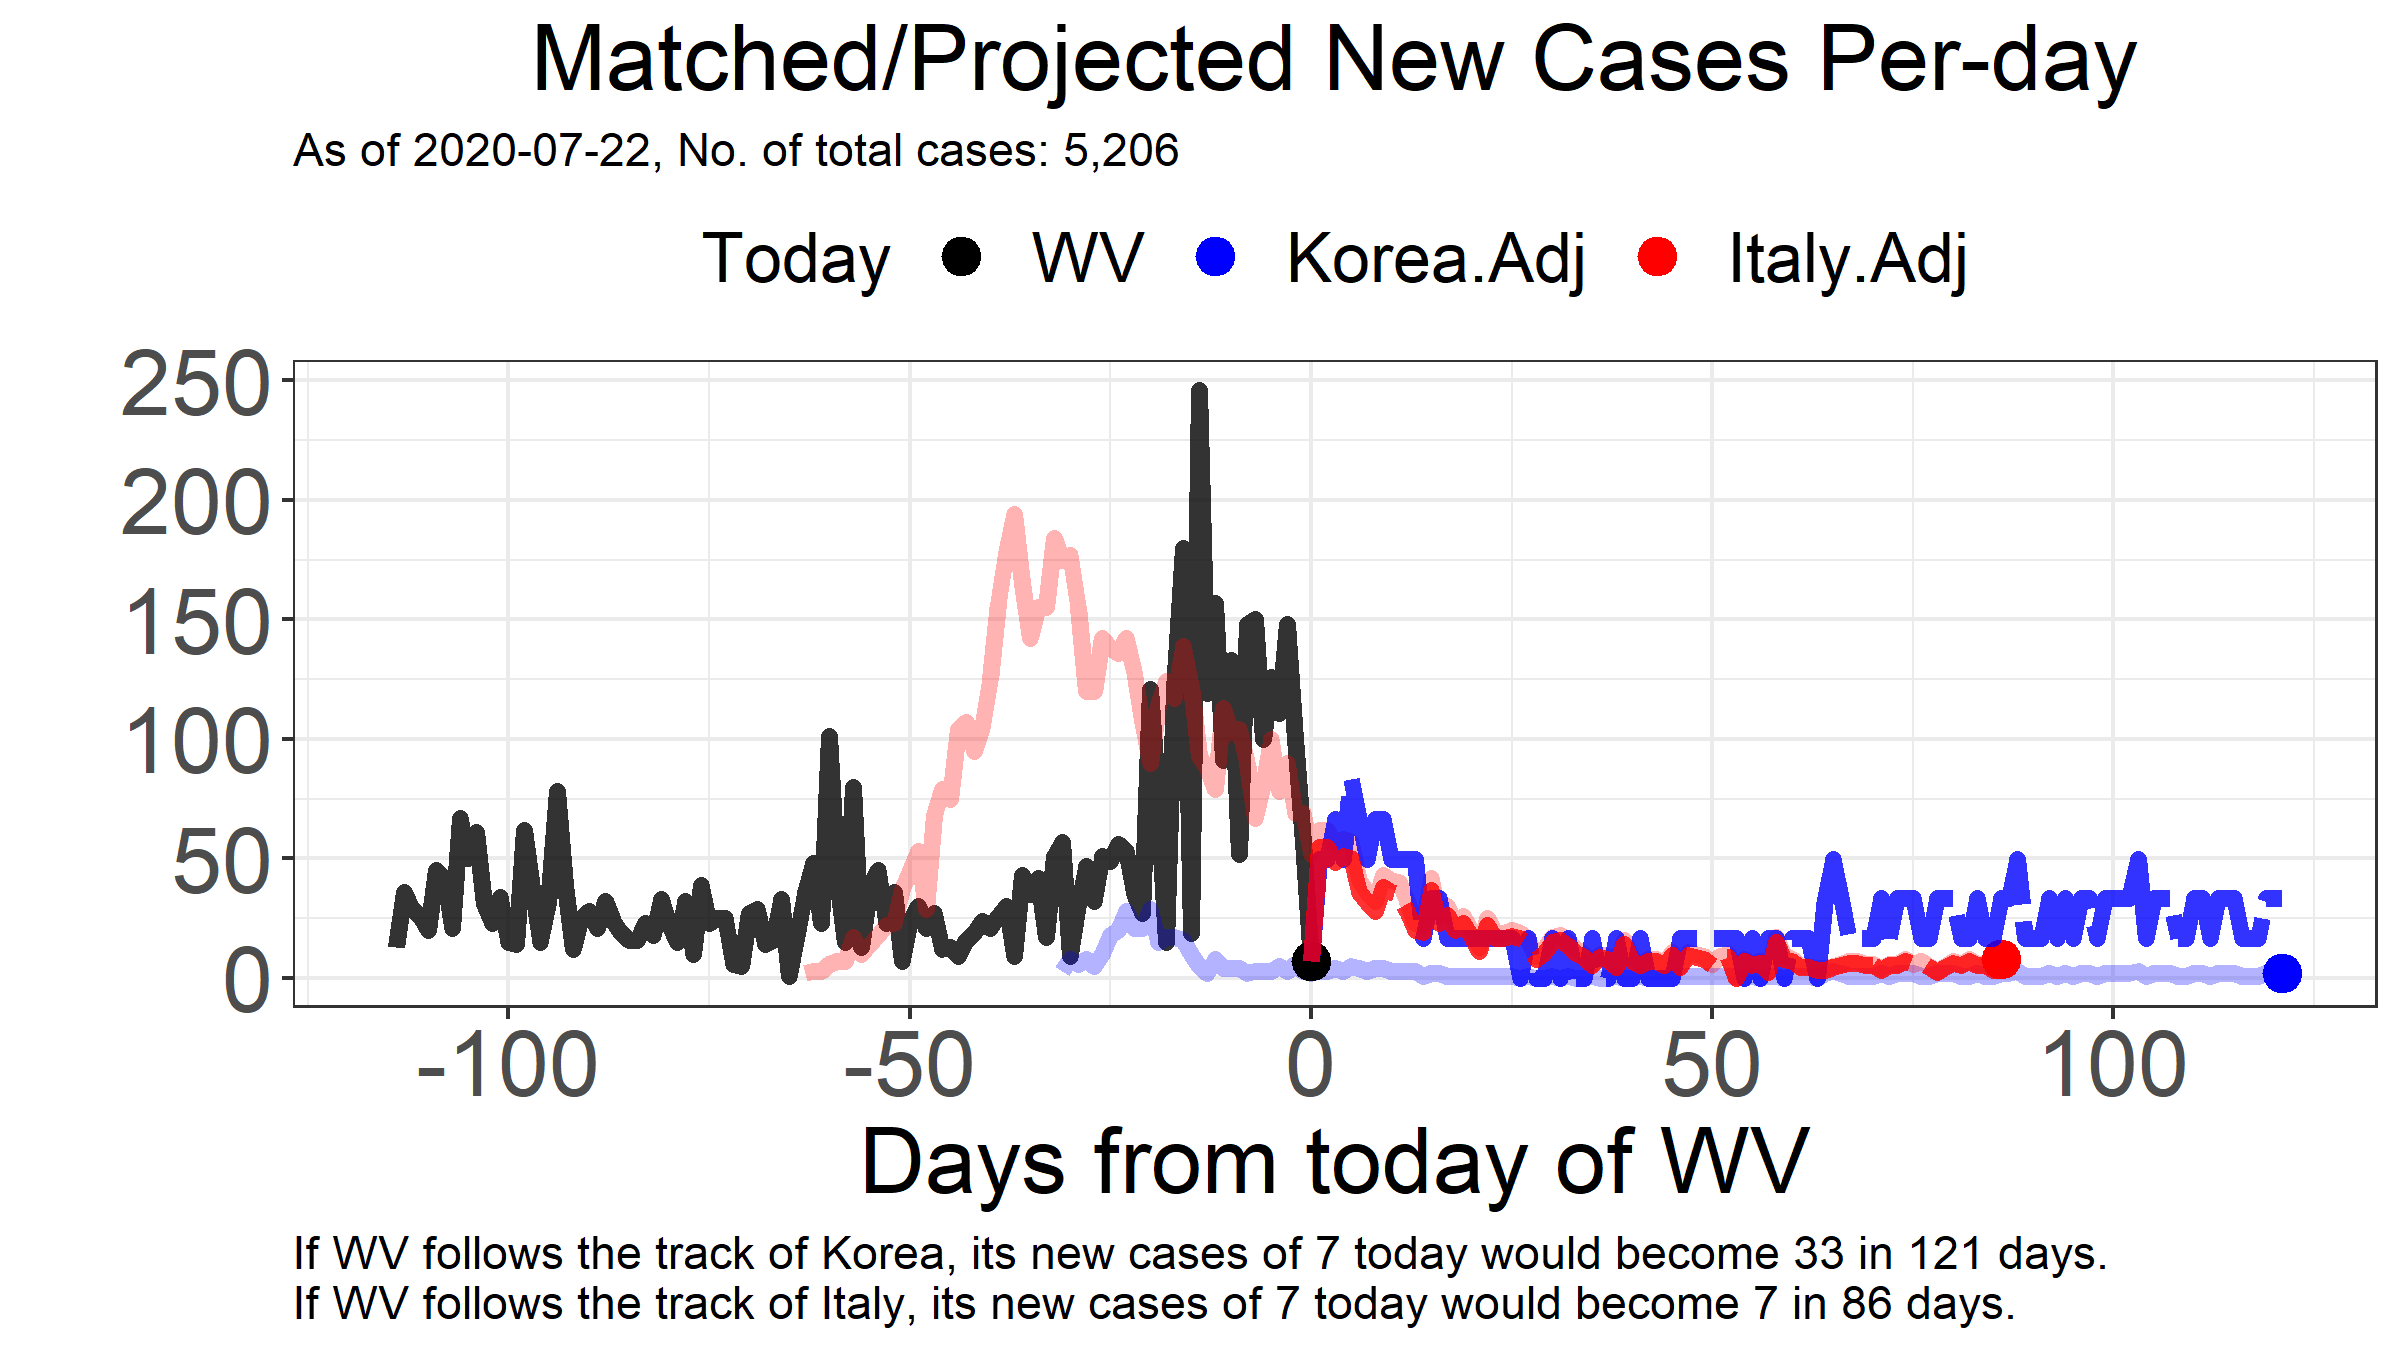 Matched/Projected New Cases Per-day
As of 2020-07-22, No. of total cases: 5,206
Today WV Korea.Adj Italy.Adj
250
200
150
100
50
0
-100 -50 0 50 100
Days from today of WV
If WV follows the track of Korea, its new cases of 7 today would become 33 in 121 days.
If WV follows the track of Italy, its new cases of 7 today would become 7 in 86 days.